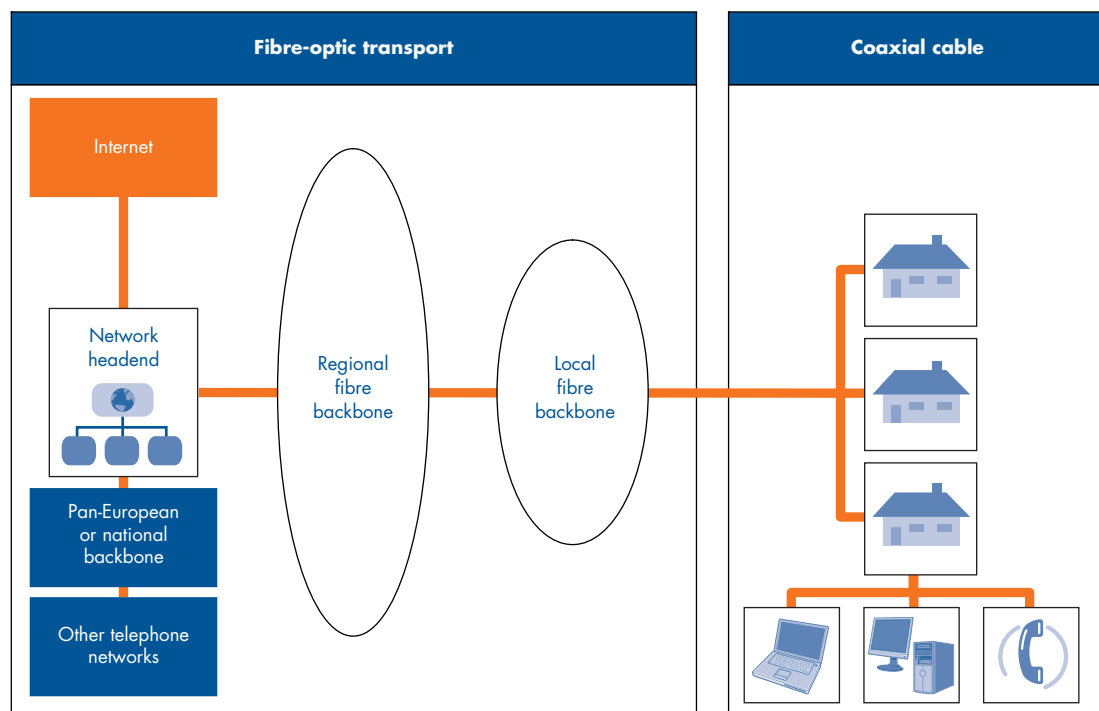 Fibre-optic transport
Coaxial cable
Internet
Network
headend
Regional
fibre
backbone
Local
fibre
backbone
Pan-European
or national
backbone
Other telephone
networks